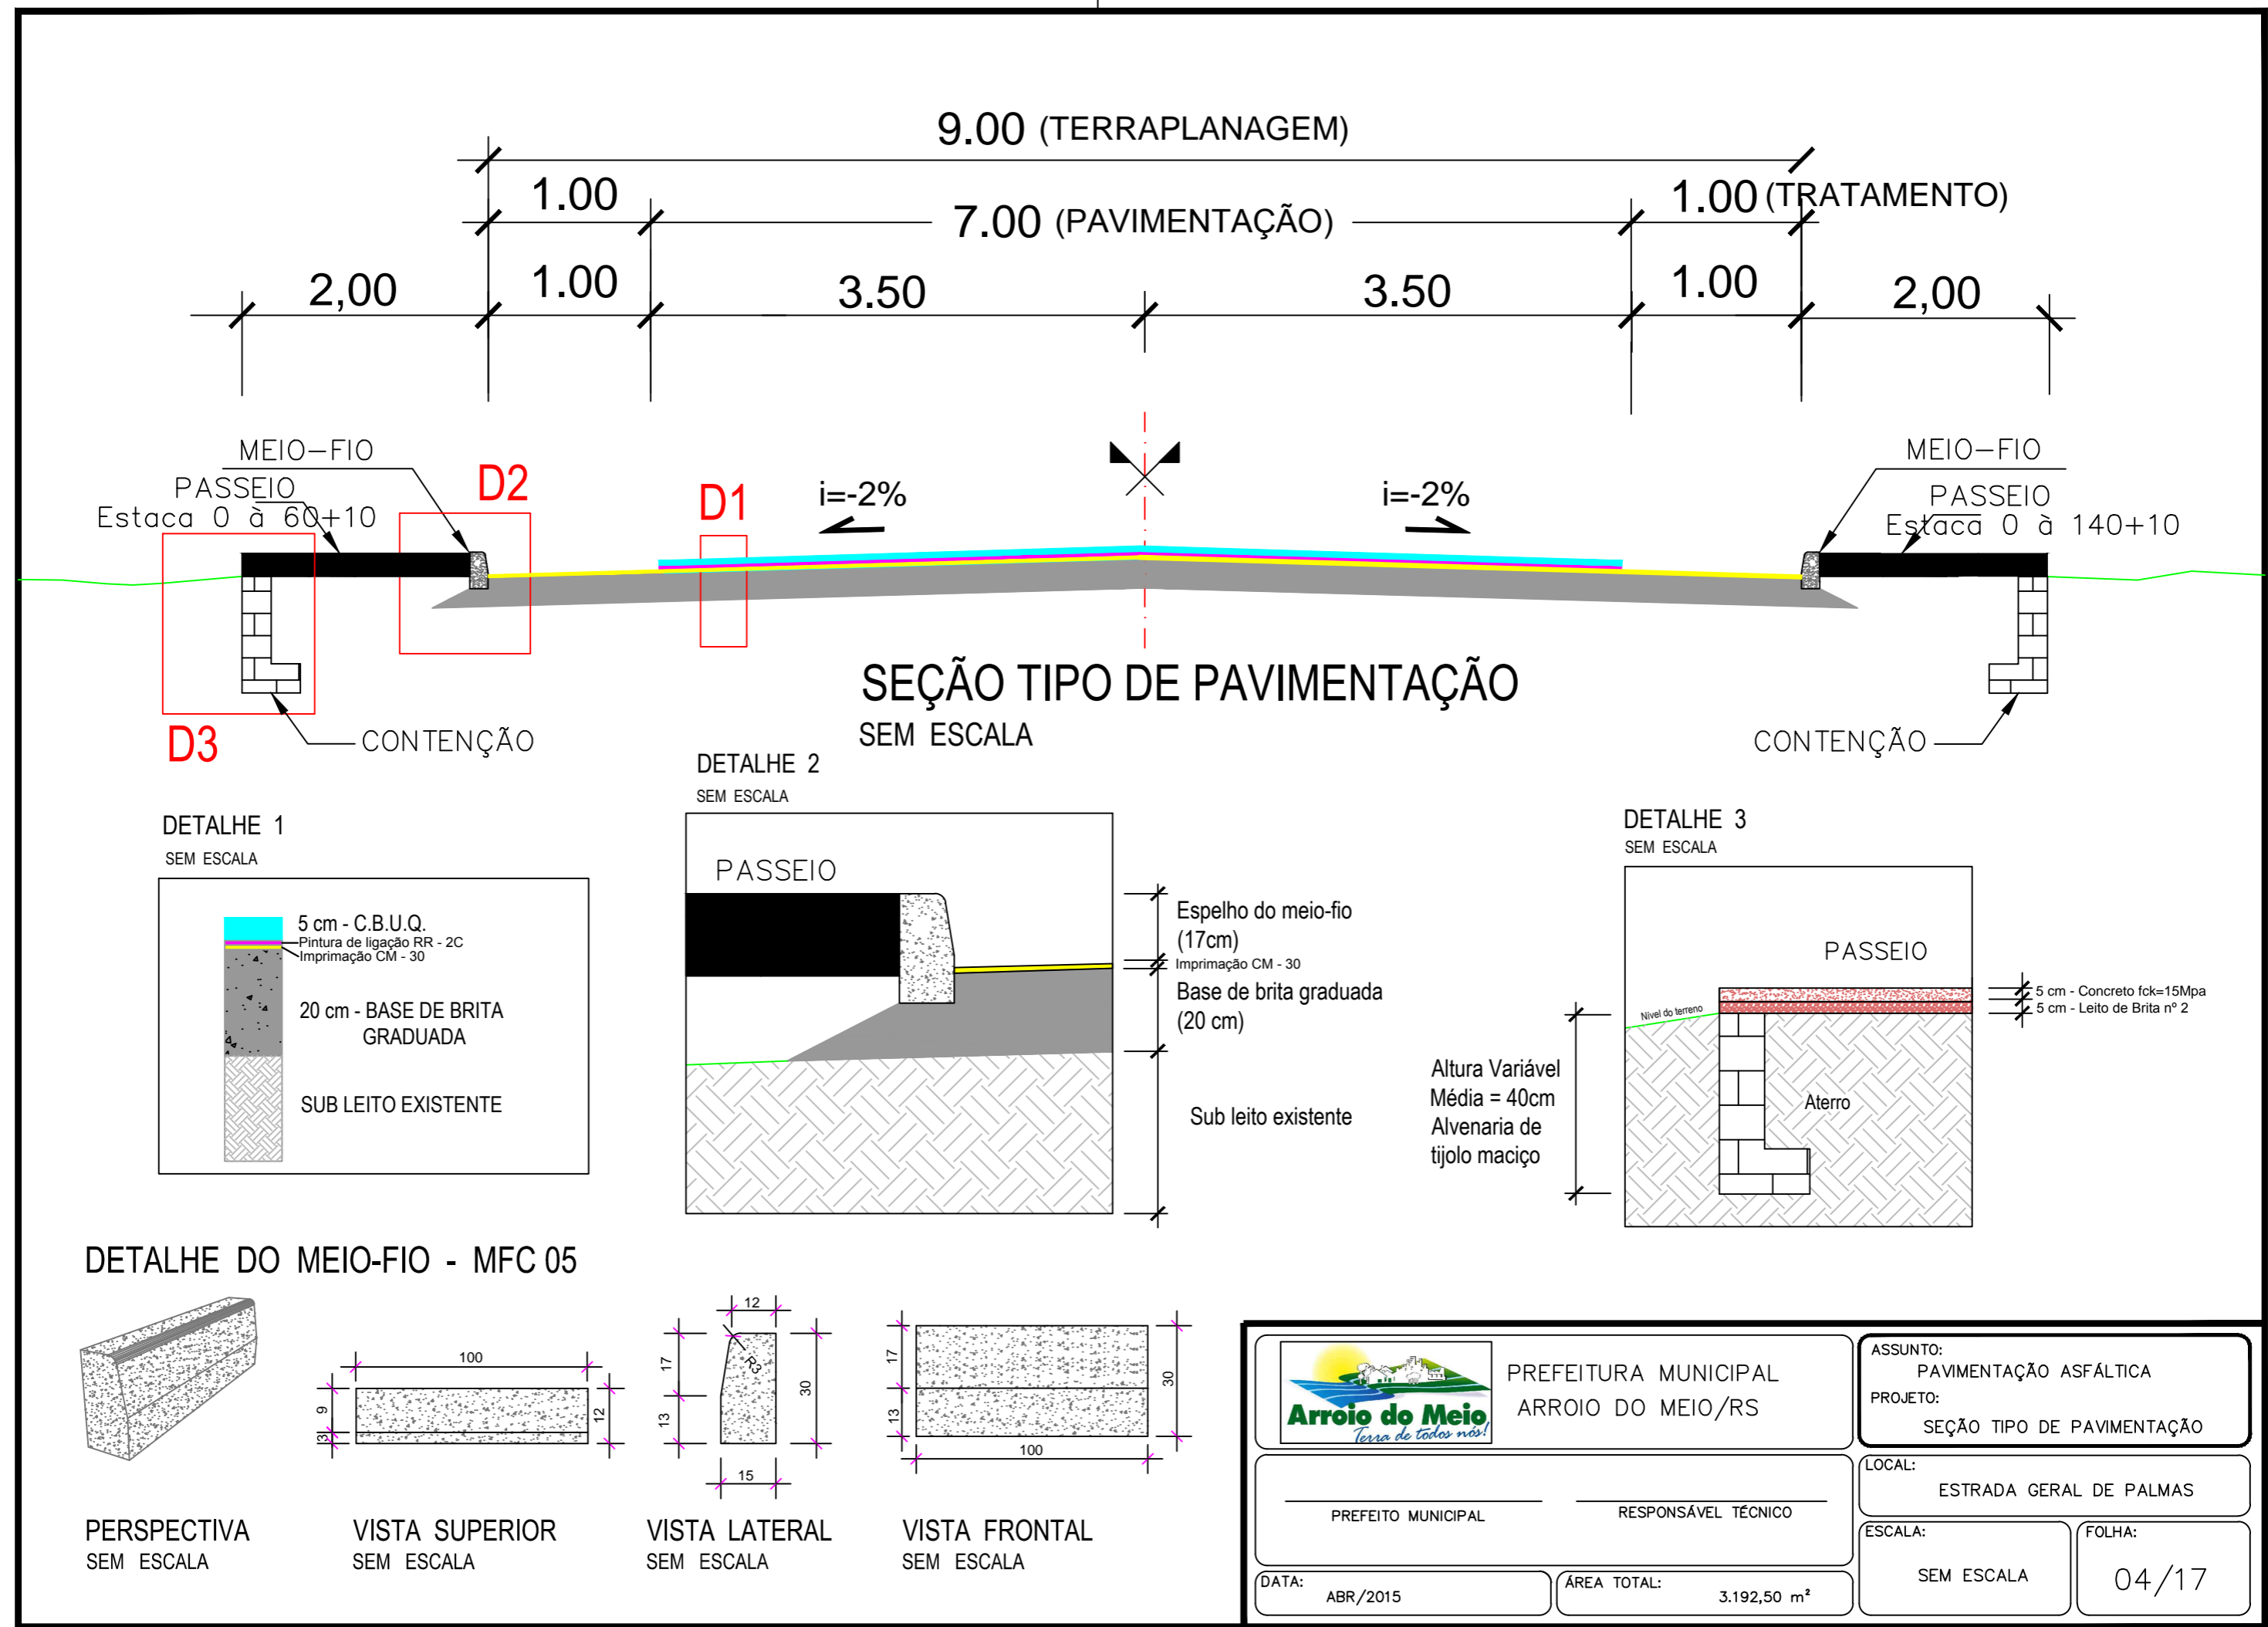 9.00 (TERRAPLANAGEM)
1.00
1.00 (TRATAMENTO)
7.00 (PAVIMENTAÇÃO)
2,00
1.00
3.50
3.50
1.00
2,00
MEIO-FIO
PASSEIO
Estaca 0 à 60+10
D2
D1
i=-2%
i=-2%
MEIO-FIO
PASSEIO
Estaca 0 à 140+10
D3
CONTENÇÃO
SEÇÃO TIPO DE PAVIMENTAÇÃO
SEM ESCALA
CONTENÇÃO
DETALHE 1
SEM ESCALA
5 cm - C.B.U.Q.
Pintura de ligação RR - 2C
Imprimação CM - 30
20 cm - BASE DE BRITA
GRADUADA
SUB LEITO EXISTENTE
DETALHE 2
SEM ESCALA
PASSEIO
Espelho do meio-fio
(17cm)
Imprimação CM - 30
Base de brita graduada
(20 cm)
Sub leito existente
DETALHE 3
SEM ESCALA
PASSEIO
5 cm - Concreto fck=15Mpa
5 cm - Leito de Brita nº 2
Nivel do terreno
Altura Variável
Média = 40cm
Alvenaria de
tijolo maciço
Aterro
DETALHE DO MEIO-FIO - MFC 05
PERSPECTIVA
SEM ESCALA
100
9
3
12
VISTA SUPERIOR
SEM ESCALA
12
17
R3
13
30
15
VISTA LATERAL
SEM ESCALA
17
13
30
100
VISTA FRONTAL
SEM ESCALA
Arroio do Meio
Terra de todos nós!
PREFEITURA MUNICIPAL
ARROIO DO MEIO/RS
ASSUNTO:
PAVIMENTAÇÃO ASFÁLTICA
PROJETO:
SEÇÃO TIPO DE PAVIMENTAÇÃO
PREFEITO MUNICIPAL
RESPONSÁVEL TÉCNICO
LOCAL:
ESTRADA GERAL DE PALMAS
ESCALA:
SEM ESCALA
FOLHA:
04/17
DATA:
ABR/2015
ÁREA TOTAL:
3.192,50 m²